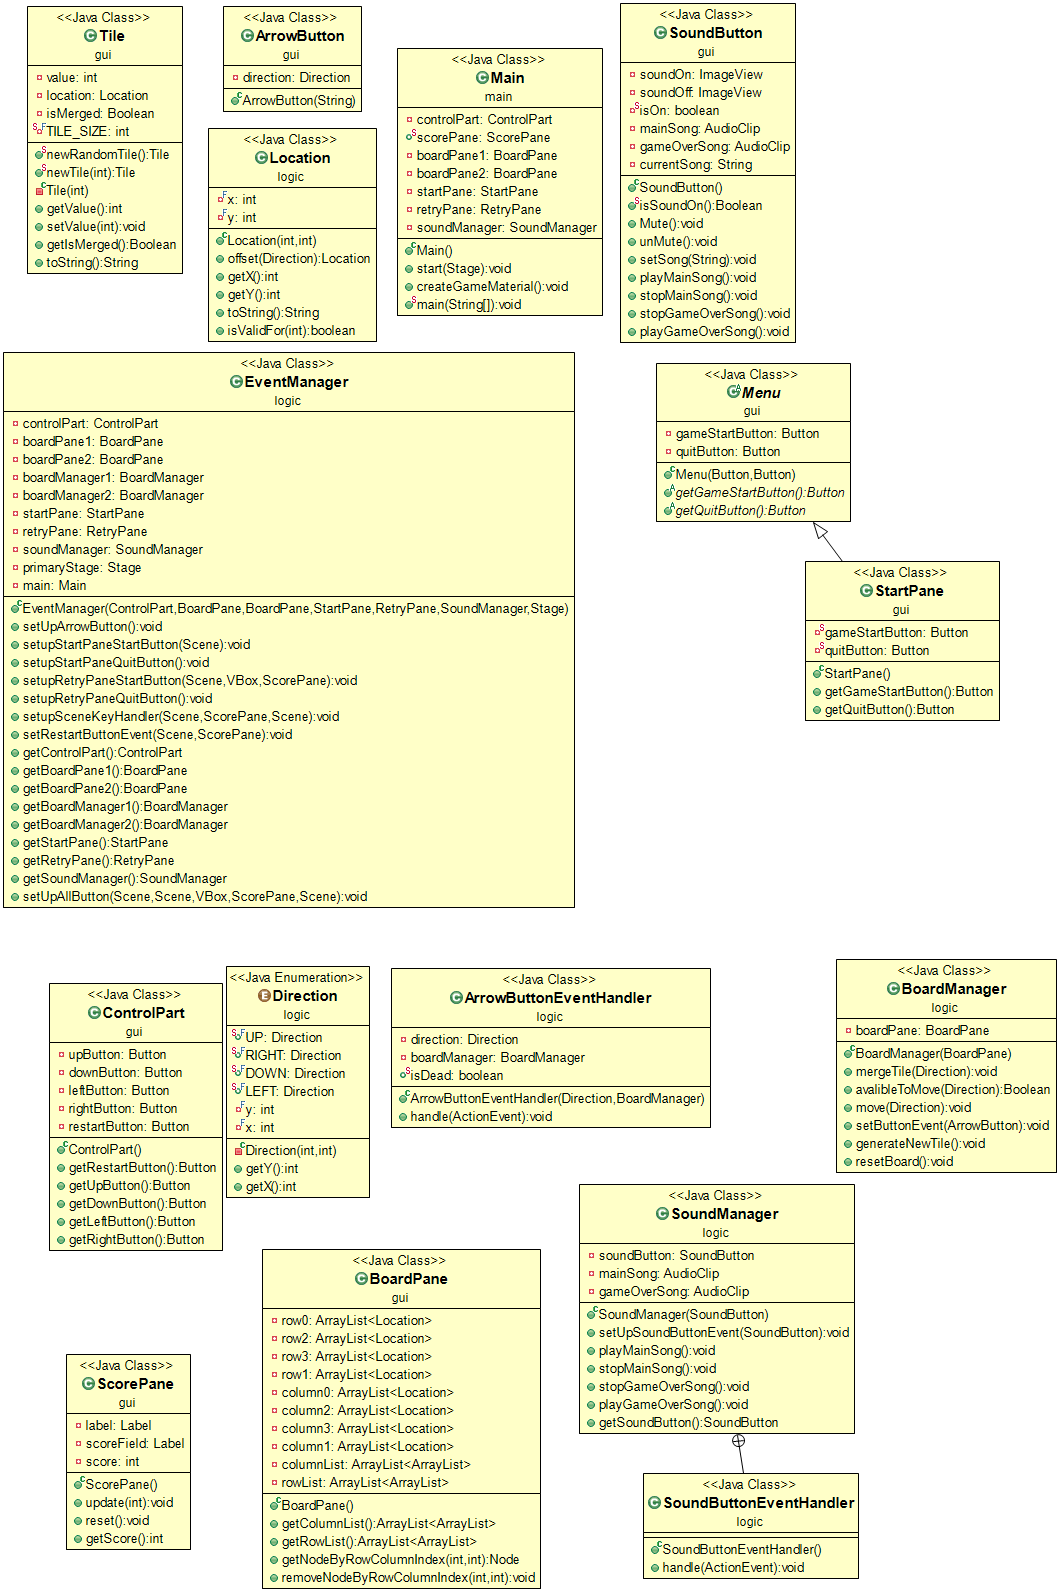 <<Java Class>>
Tile
gui
value: int
location: Location
isMerged: Boolean
TILE_SIZE: int
newRandomTile():Tile
newTile(int):Tile
Tile(int)
getValue():int
setValue(int):void
getIsMerged():Boolean
toString():String
<<Java Class>>
ArrowButton
gui
direction: Direction
ArrowButton(String)
<<Java Class>>
Location
logic
x: int
y: int
Location(int,int)
offset(Direction):Location
getX():int
getY():int
toString():String
isValidFor(int):boolean
<<Java Class>>
Main
main
controlPart: ControlPart
scorePane: ScorePane
boardPane1: BoardPane
boardPane2: BoardPane
startPane: StartPane
retryPane: RetryPane
soundManager: SoundManager
Main()
start(Stage):void
createGameMaterial():void
main(String[]):void
<<Java Class>>
SoundButton
gui
soundOn: ImageView
soundOff: ImageView
isOn: boolean
mainSong: AudioClip
gameOverSong: AudioClip
currentSong: String
SoundButton()
isSoundOn():Boolean
Mute():void
unMute():void
setSong(String):void
playMainSong():void
stopMainSong():void
stopGameOverSong():void
playGameOverSong():void
<<Java Class>>
EventManager
logic
controlPart: ControlPart
boardPane1: BoardPane
boardPane2: BoardPane
boardManager1: BoardManager
boardManager2: BoardManager
startPane: StartPane
retryPane: RetryPane
soundManager: SoundManager
primaryStage: Stage
main: Main
EventManager(ControlPart,BoardPane,BoardPane,StartPane,RetryPane,SoundManager,Stage)
setUpArrowButton():void
setupStartPaneStartButton(Scene):void
setupStartPaneQuitButton():void
setupRetryPaneStartButton(Scene,VBox,ScorePane):void
setupRetryPaneQuitButton():void
setupSceneKeyHandler(Scene,ScorePane,Scene):void
setRestartButtonEvent(Scene,ScorePane):void
getControlPart():ControlPart
getBoardPane1():BoardPane
getBoardPane2():BoardPane
getBoardManager1():BoardManager
getBoardManager2():BoardManager
getStartPane():StartPane
getRetryPane():RetryPane
getSoundManager():SoundManager
setUpAllButton(Scene,Scene,VBox,ScorePane,Scene):void
<<Java Class>>
Menu
gui
gameStartButton: Button
quitButton: Button
Menu(Button,Button)
getGameStartButton():Button
getQuitButton():Button
<<Java Class>>
StartPane
gui
gameStartButton: Button
quitButton: Button
StartPane()
getGameStartButton():Button
getQuitButton():Button
<<Java Class>>
ControlPart
gui
upButton: Button
downButton: Button
leftButton: Button
rightButton: Button
restartButton: Button
ControlPart()
getRestartButton():Button
getUpButton():Button
getDownButton():Button
getLeftButton():Button
getRightButton():Button
<<Java Enumeration>>
Direction
logic
UP: Direction
RIGHT: Direction
DOWN: Direction
LEFT: Direction
y: int
x: int
Direction(int,int)
getY():int
getX():int
<<Java Class>>
ArrowButtonEventHandler
logic
direction: Direction
boardManager: BoardManager
isDead: boolean
ArrowButtonEventHandler(Direction,BoardManager)
handle(ActionEvent):void
<<Java Class>>
BoardManager
logic
boardPane: BoardPane
BoardManager(BoardPane)
mergeTile(Direction):void
avalibleToMove(Direction):Boolean
move(Direction):void
setButtonEvent(ArrowButton):void
generateNewTile():void
resetBoard():void
<<Java Class>>
SoundManager
logic
soundButton: SoundButton
mainSong: AudioClip
gameOverSong: AudioClip
SoundManager(SoundButton)
setUpSoundButtonEvent(SoundButton):void
playMainSong():void
stopMainSong():void
stopGameOverSong():void
playGameOverSong():void
getSoundButton():SoundButton
<<Java Class>>
BoardPane
gui
row0: ArrayList<Location>
row2: ArrayList<Location>
row3: ArrayList<Location>
row1: ArrayList<Location>
column0: ArrayList<Location>
column2: ArrayList<Location>
column3: ArrayList<Location>
column1: ArrayList<Location>
columnList: ArrayList<ArrayList>
rowList: ArrayList<ArrayList>
BoardPane()
getColumnList():ArrayList<ArrayList>
getRowList():ArrayList<ArrayList>
getNodeByRowColumnIndex(int,int):Node
removeNodeByRowColumnIndex(int,int):void
<<Java Class>>
ScorePane
gui
label: Label
scoreField: Label
score: int
ScorePane()
update(int):void
reset():void
getScore():int
<<Java Class>>
SoundButtonEventHandler
logic
SoundButtonEventHandler()
handle(ActionEvent):void